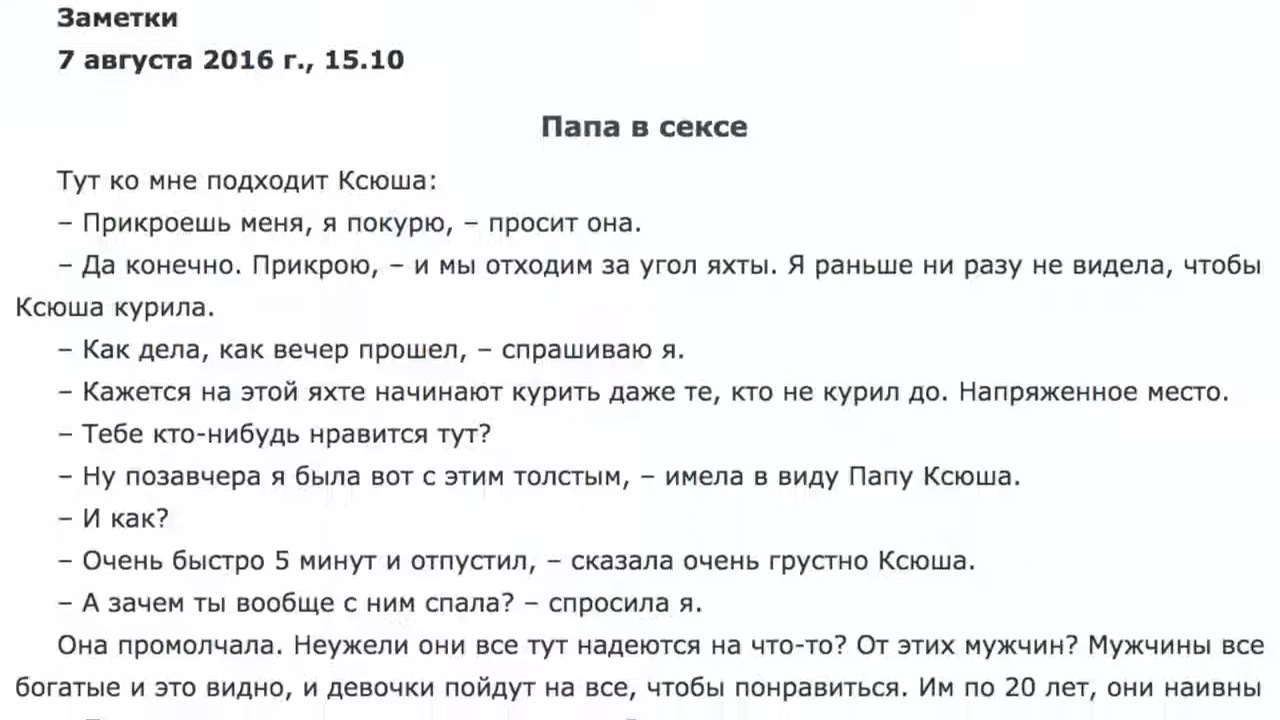 Заметки
7 августа 2016 г., 15.10
Папа в сексе
Тут ко мне подходит Ксюша:
– Прикроешь меня, я покурю, – просит она.
– Да конечно. Прикрою, – и мы отходим за угол яхты. Я раньше ни разу не видела, чтобы
Ксюша курила.
– Как дела, как вечер прошел, – спрашиваю я.
– Кажется на этой яхте начинают курить даже те, кто не курил до. Напряженное место.
– Тебе кто-нибудь нравится тут?
– Ну позавчера я была вот с этим толстым, – имела в виду Папу Ксюша.
– И как?
– Очень быстро 5 минут и отпустил, – сказала очень грустно Ксюша.
– А зачем ты вообще с ним спала? – спросила я.
Она промолчала. Неужели они все тут надеются на что-то? От этих мужчин? Мужчины все
богатые и это видно, и девочки пойдут на все, чтобы понравиться. Им по 20 лет, они наивны